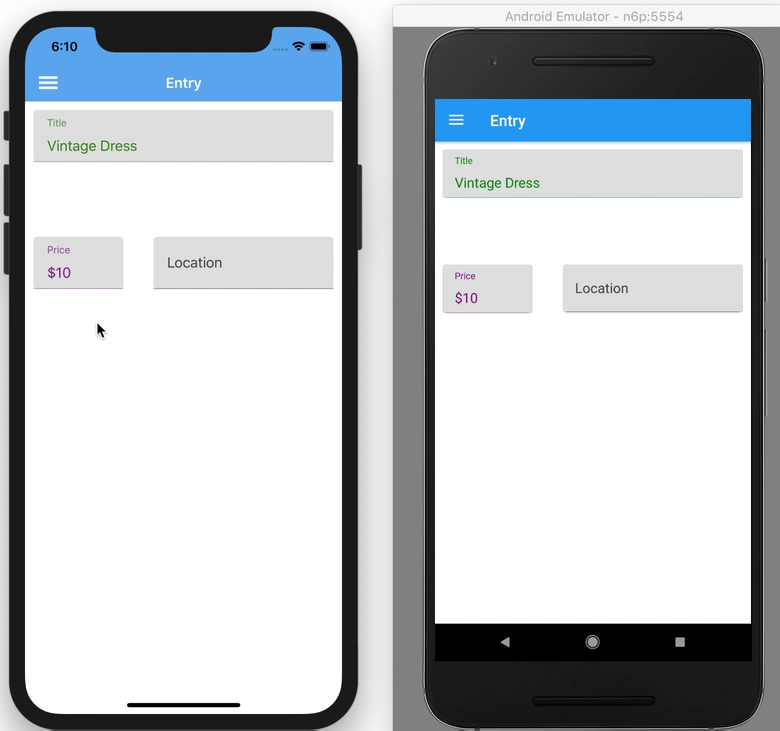 Android Emulator - n6p:5554
6:10
Entry
Title
Vintage Dress
Price
$10
Location
Entry
Title
Vintage Dress
Price
$10
Location